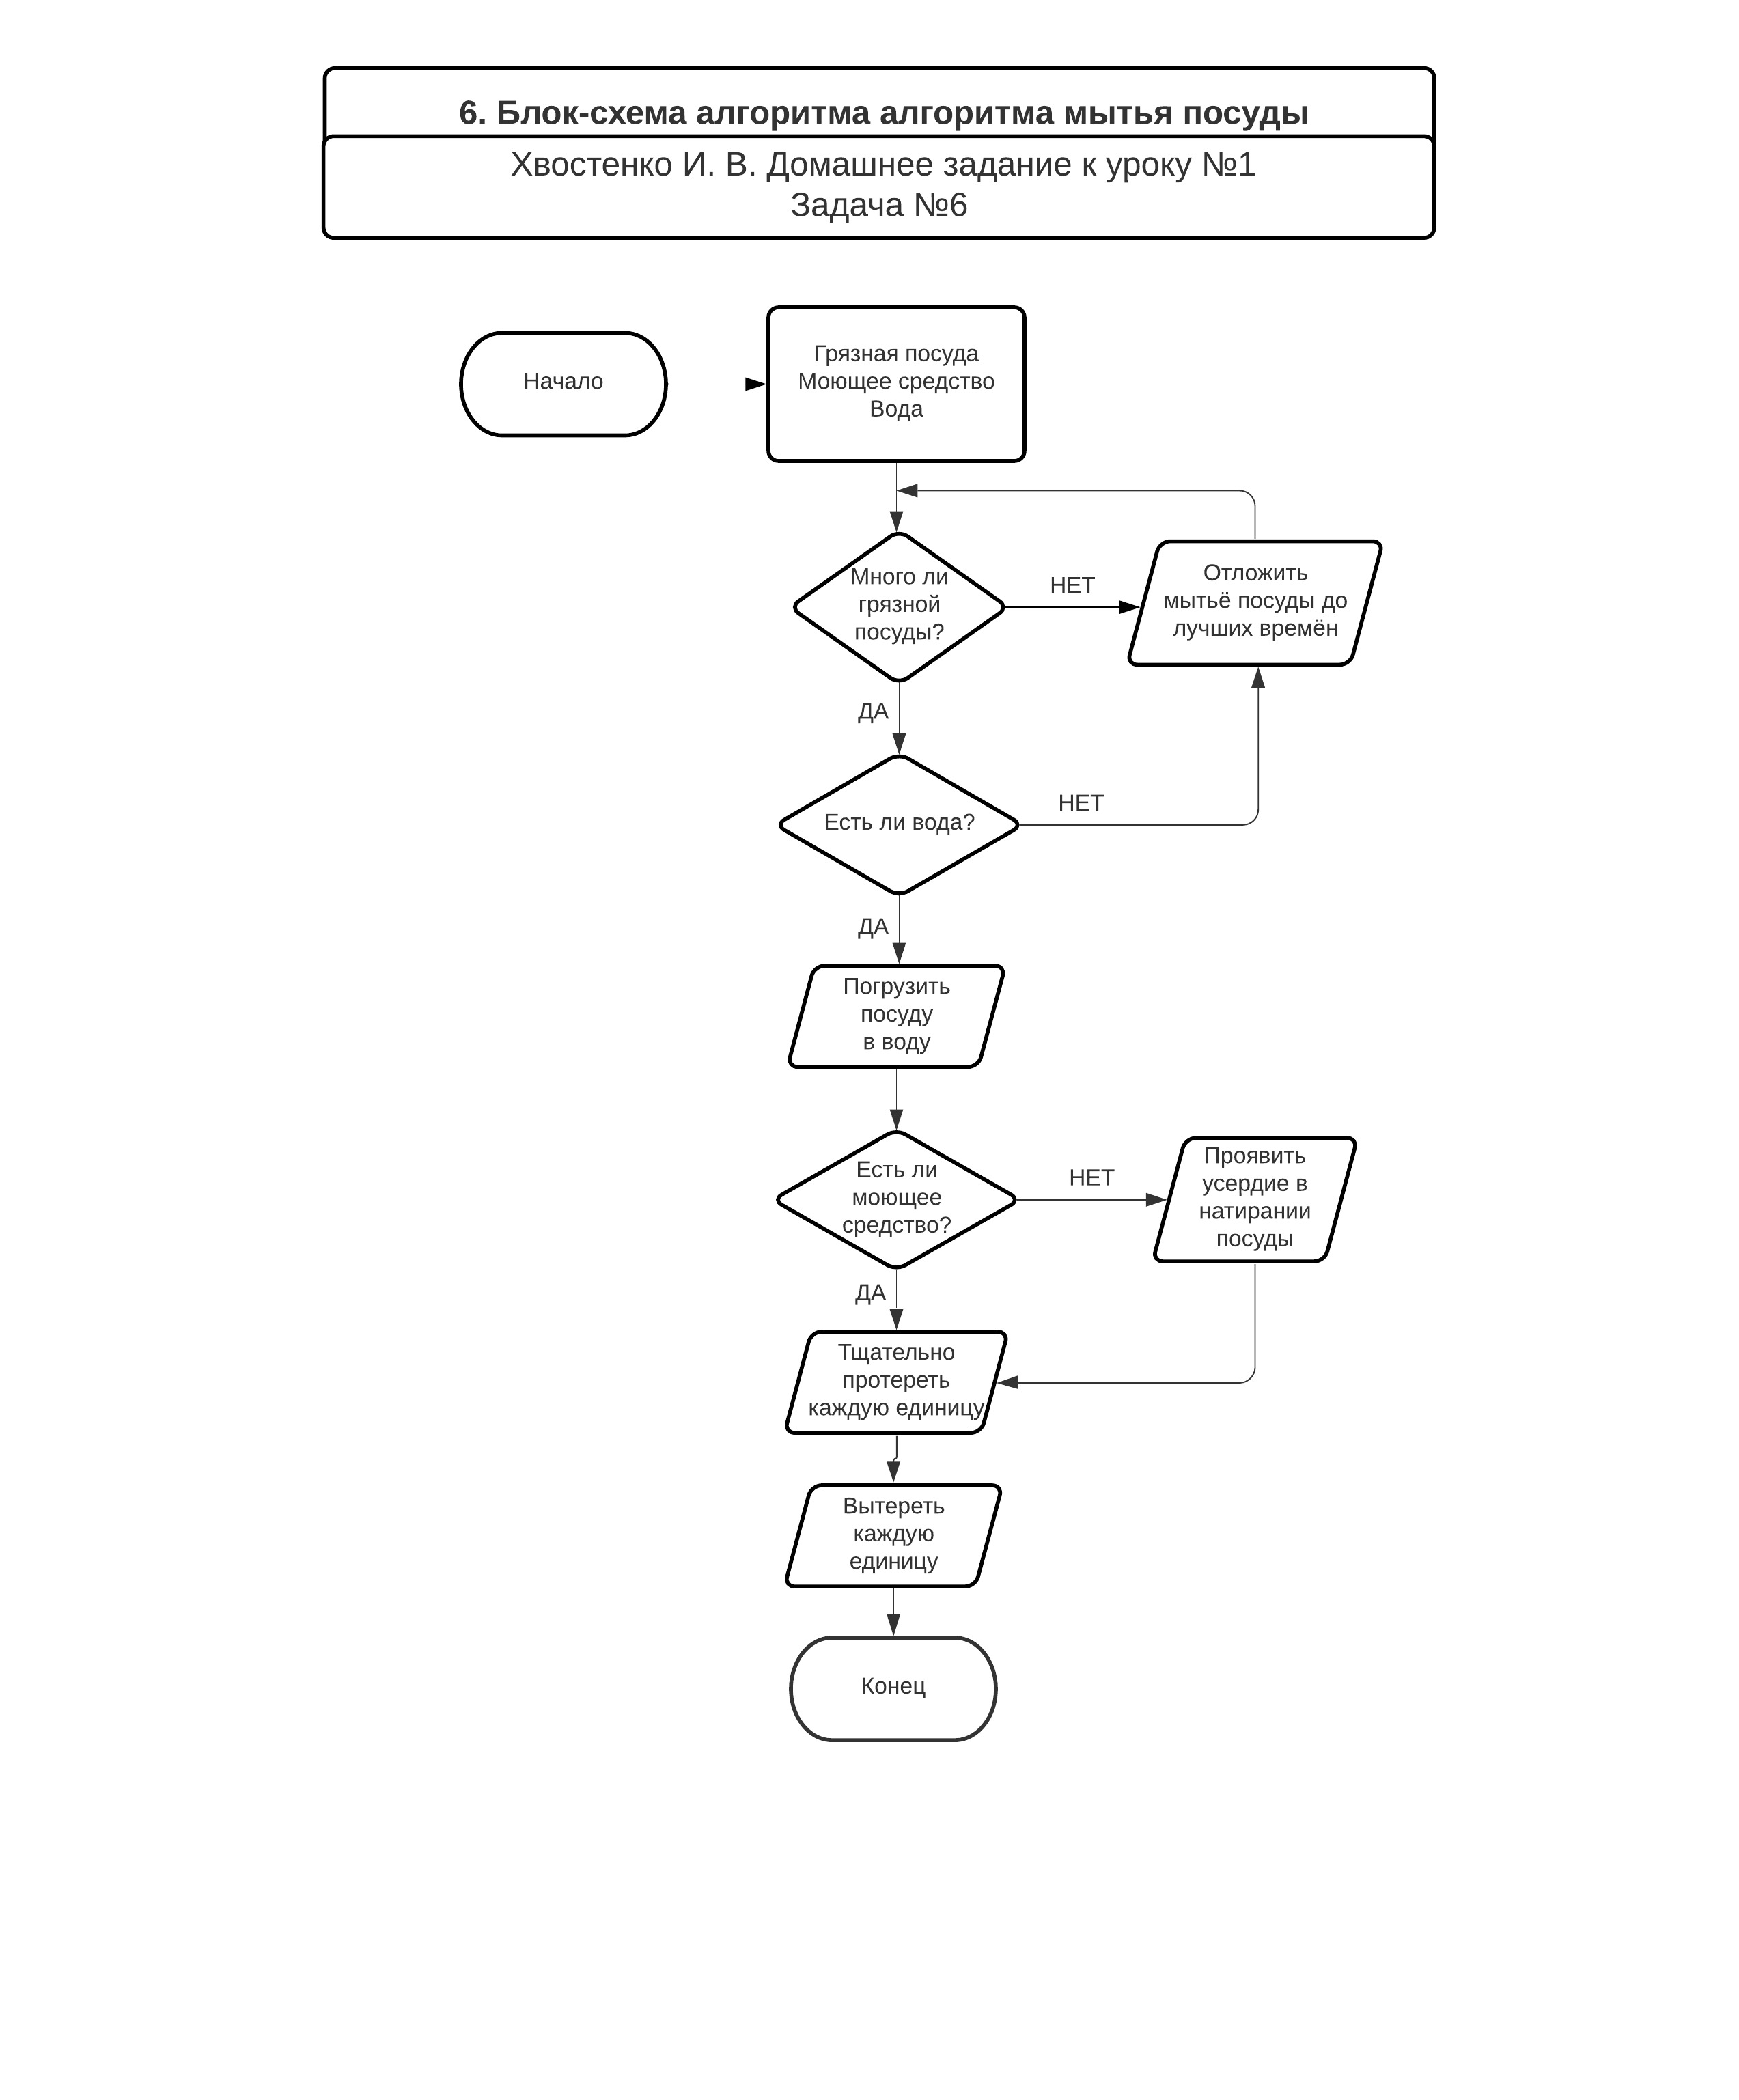 6. Блок-схема алгоритма алгоритма мытья посуды
Хвостенко И. В. Домашнее задание к уроку №1
Задача №6
Начало
Грязная посуда
Моющее средство
Вода
Много ли
грязной
посуды?
НЕТ
Отложить
мытьё посуды до
лучших времён
ДА
Есть ли вода?
НЕТ
ДА
Погрузить
посуду
в воду
Есть ли
моющее
средство?
НЕТ
Проявить
усердие в
натирании
посуды
ДА
Тщательно
протереть
каждую единицу
Вытереть
каждую
единицу
Конец